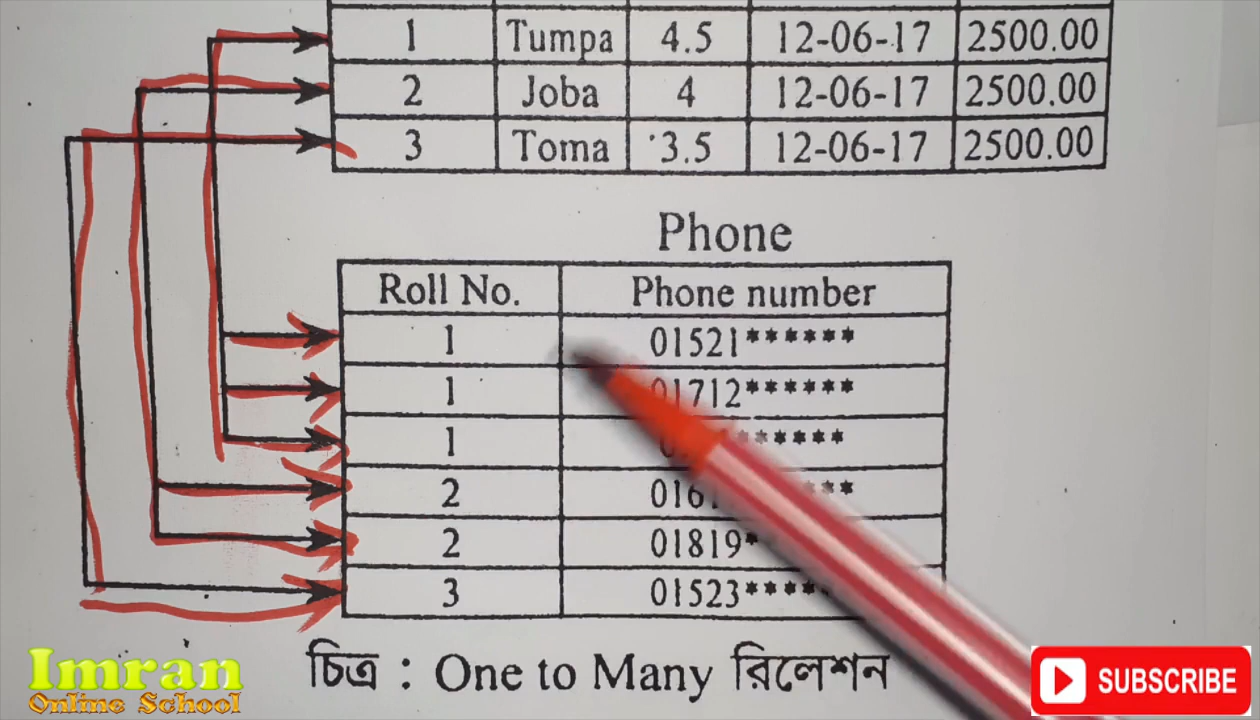 1 Tumpa 4.5 12-06-17 2500.00
2 Joba 4 12-06-17 2500.00
3 Toma 3.5 12-06-17 2500.00
Phone
Roll No. Phone number
1 01521******
1 01712******
1
2
2 01819
3 01523
চিত্র : One to Many রিলেশন
Imran
Online School
SUBSCRIBE